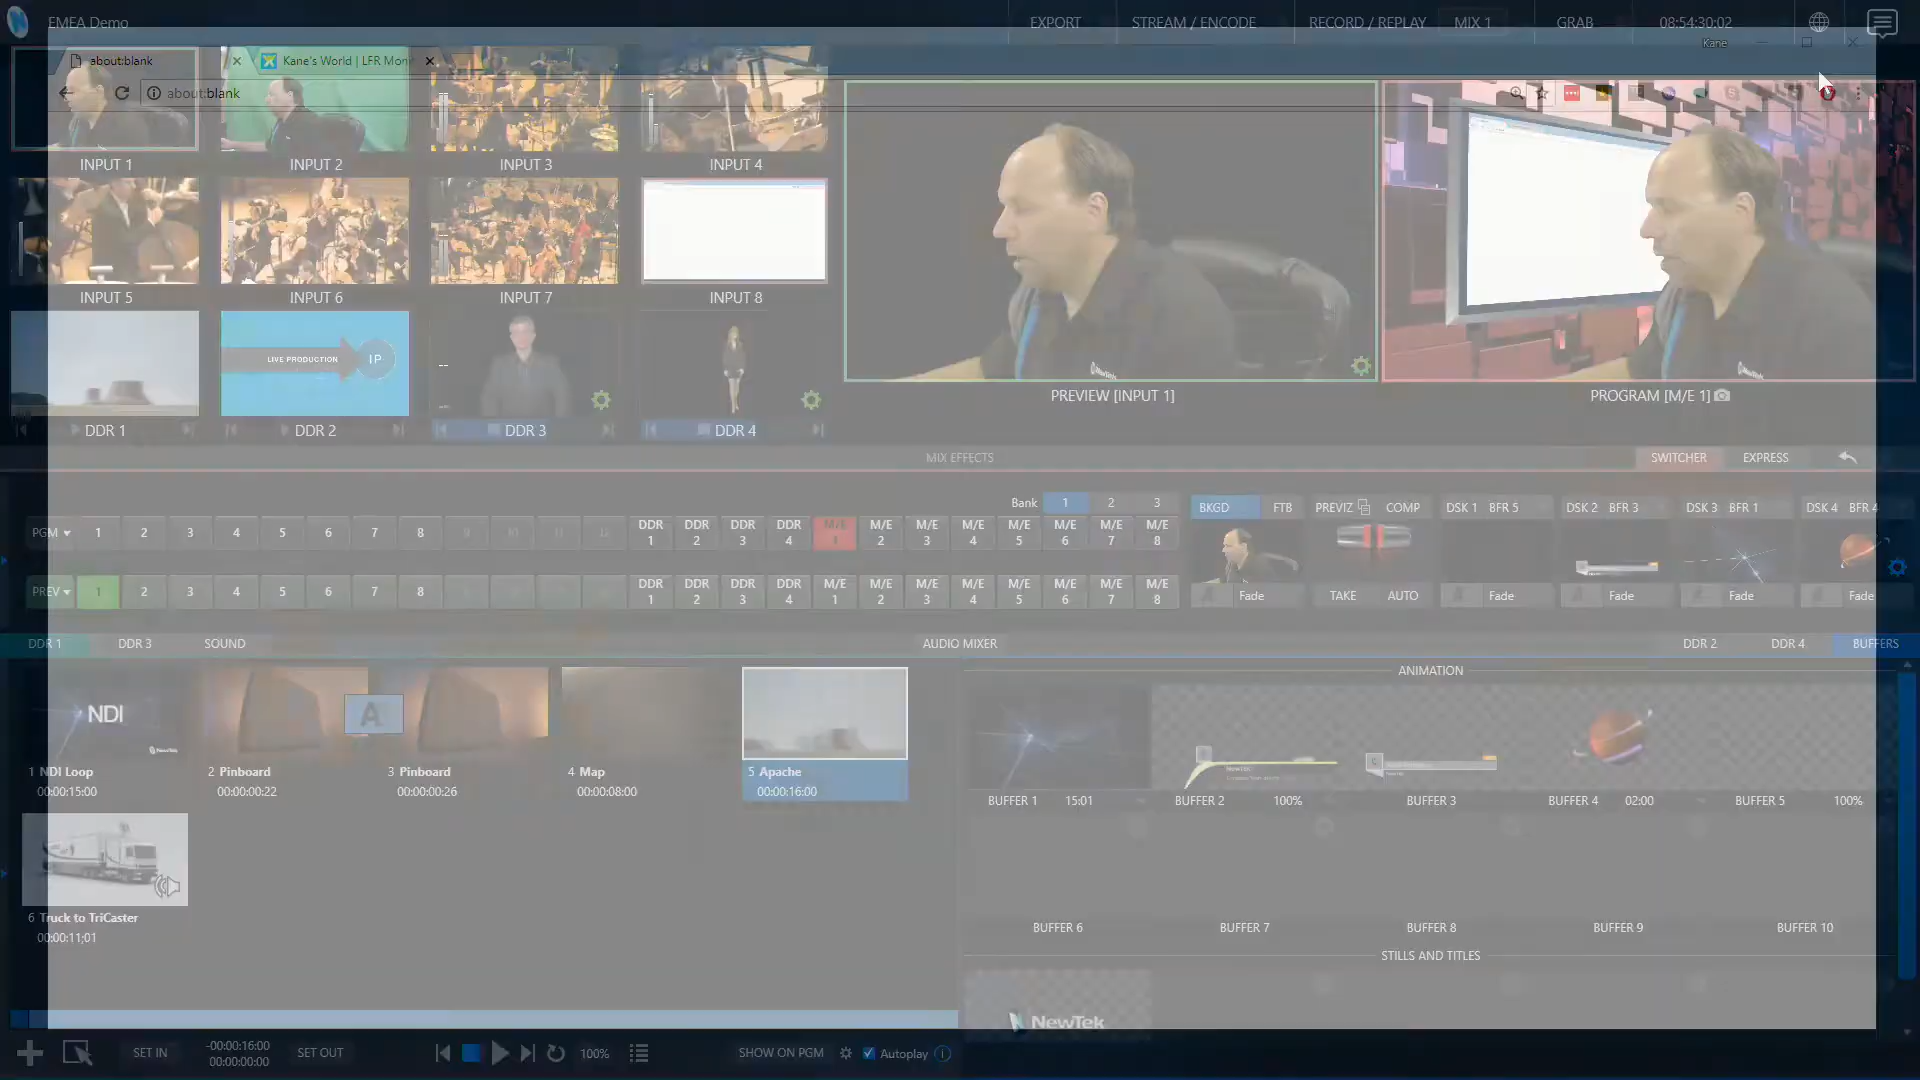 EMEA Demo
EXPORT
STREAM / ENCODE
RECORD / REPLAY
MIX 1
GRAB
08:54:30:02
Kane
about:blank
Kane's World | LFR Mon
about:blank
INPUT 1
INPUT 2
INPUT 3
INPUT 4
INPUT 5
INPUT 6
INPUT 7
INPUT 8
LIVE PRODUCTION
IP
DDR 1
DDR 2
DDR 3
DDR 4
NewTek
NewTek
PREVIEW [INPUT 1]
PROGRAM [M/E 1]
MIX EFFECTS
SWITCHER
EXPRESS
Bank 1 2 3
PGM 1 2 3 4 5 6 7 8 9 10 11 12 DDR 1 DDR 2 DDR 3 DDR 4 M/E 1 M/E 2 M/E 3 M/E 4 M/E 5 M/E 6 M/E 7 M/E 8
PREV 1 2 3 4 5 6 7 8 DDR 1 DDR 2 DDR 3 DDR 4 M/E 1 M/E 2 M/E 3 M/E 4 M/E 5 M/E 6 M/E 7 M/E 8
BKGD FTB PREVIZ COMP DSK 1 BFR 5 DSK 2 BFR 3 DSK 3 BFR 1 DSK 4 BFR 4
Fade TAKE AUTO Fade Fade Fade Fade
DDR 1
DDR 3
SOUND
AUDIO MIXER
DDR 2
DDR 4
BUFFERS
NDI
NewTek
A
1 NDI Loop
00:00:15:00
2 Pinboard
00:00:00:22
3 Pinboard
00:00:00:26
4 Map
00:00:08:00
5 Apache
00:00:16:00
6 Truck to TriCaster
00:00:11;01
ANIMATION
BUFFER 1 15:01
BUFFER 2 100%
BUFFER 3
BUFFER 4 02:00
BUFFER 5 100%
BUFFER 6
BUFFER 7
BUFFER 8
BUFFER 9
BUFFER 10
STILLS AND TITLES
NewTek
SET IN
-00:00:16:00
00:00:00:00
SET OUT
100%
SHOW ON PGM
Autoplay